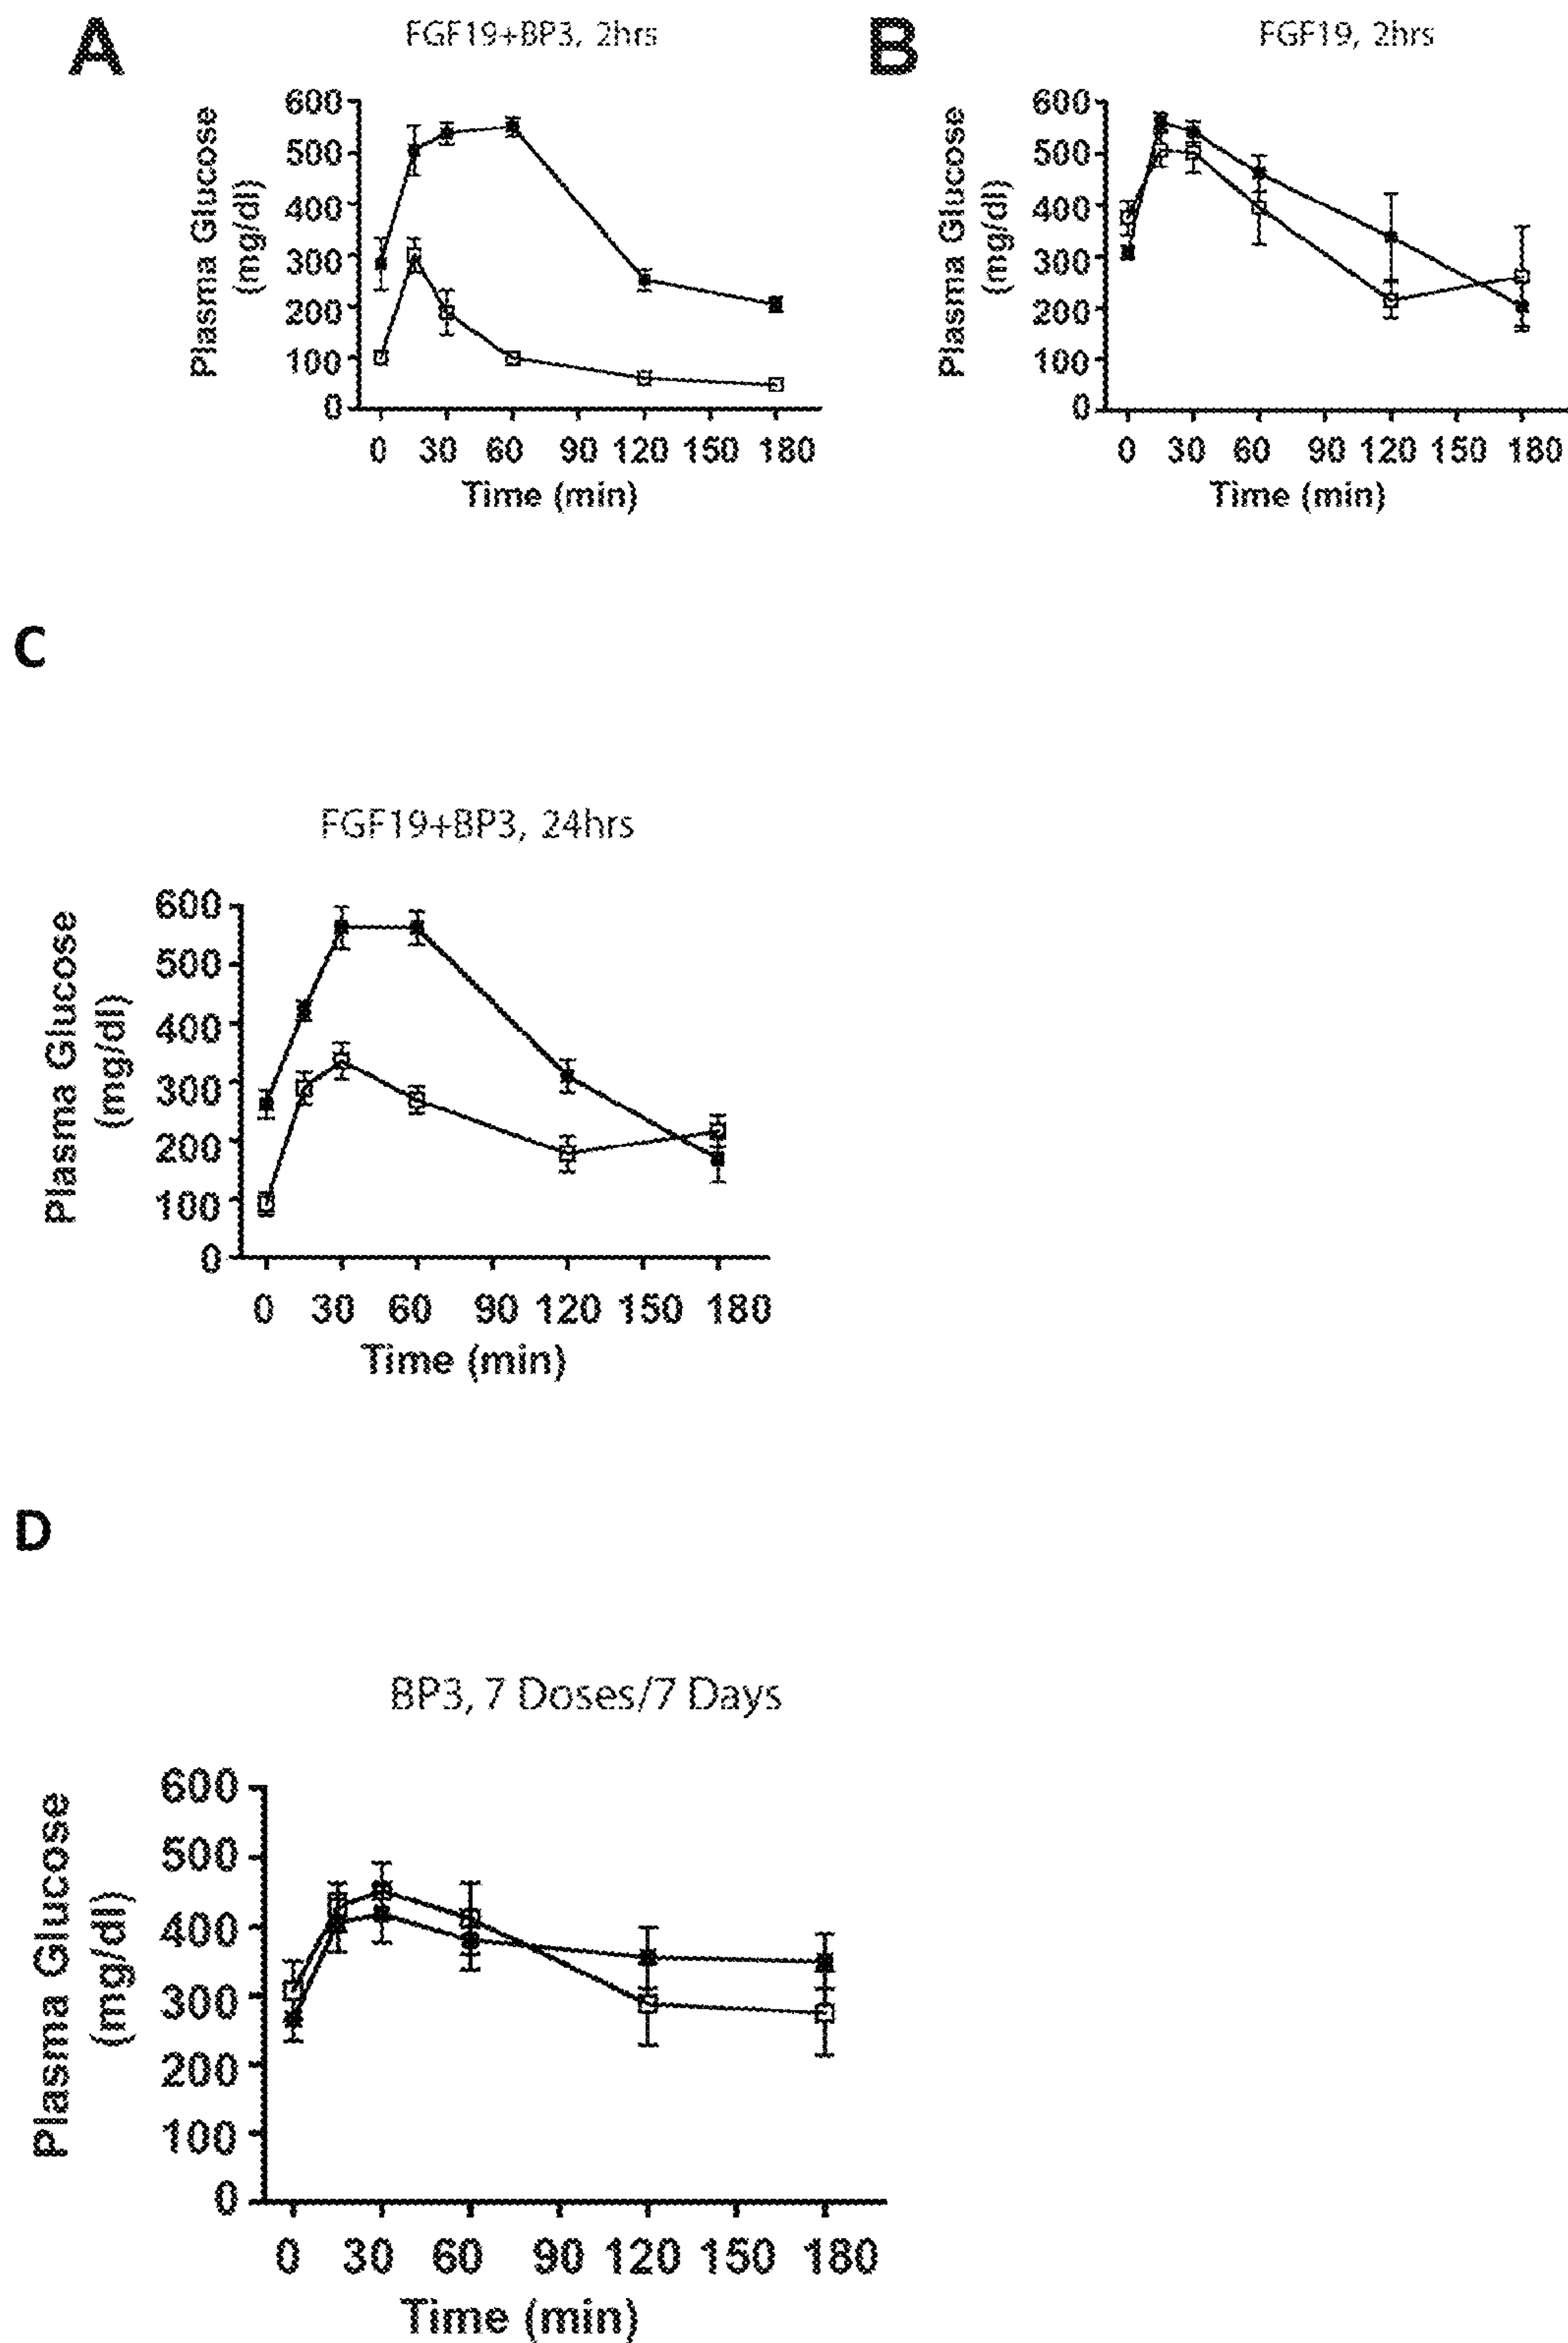 A
FGF19+BP3, 2hrs
Plasma Glucose
(mg/dl)
600
500
400
300
200
100
0
0 30 60 90 120 150 180
Time (min)
B
FGF19, 2hrs
Plasma Glucose
(mg/dl)
600
500
400
300
200
100
0
0 30 60 90 120 150 180
Time (min)
C
FGF19+BP3, 24hrs
Plasma Glucose
(mg/dl)
600
500
400
300
200
100
0
0 30 60 90 120 150 180
Time (min)
D
BP3, 7 Doses/7 Days
Plasma Glucose
(mg/dl)
600
500
400
300
200
100
0
0 30 60 90 120 150 180
Time (min)